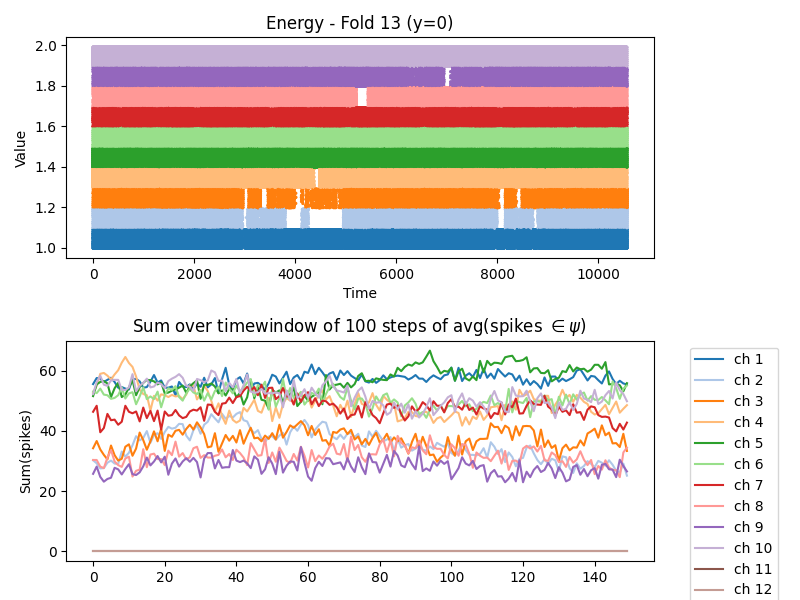 Energy - Fold 13 (y=0)
2.0
1.8
1.6
1.4
1.2
1.0
Value
0 2000 4000 6000 8000 10000
Time
Sum over timewindow of 100 steps of avg(spikes ∈ψ)
60
40
20
0
Sum(spikes)
0 20 40 60 80 100 120 140
ch 1
ch 2
ch 3
ch 4
ch 5
ch 6
ch 7
ch 8
ch 9
ch 10
ch 11
ch 12